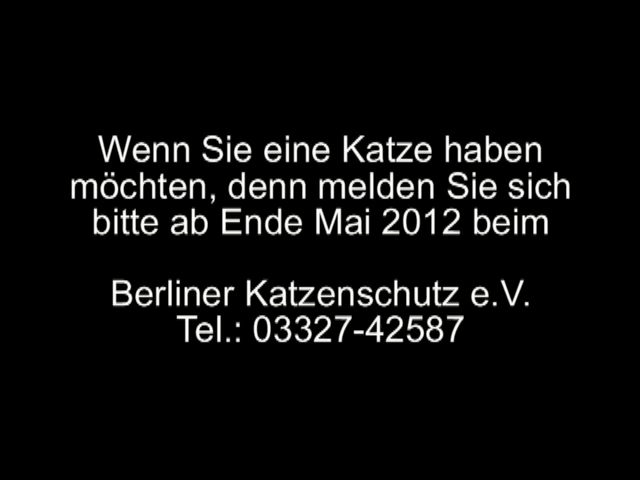 Wenn Sie eine Katze haben
möchten, denn melden Sie sich
bitte ab Ende Mai 2012 beim
Berliner Katzenschutz e.V.
Tel.: 03327-42587